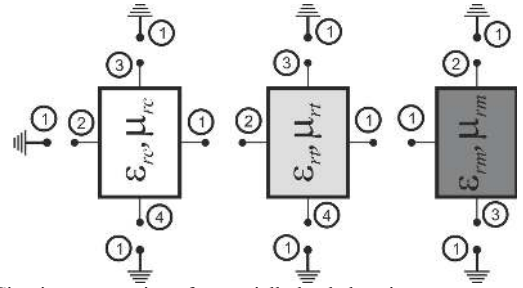 ① ① ①
③ ③ ②
① ② ε_rc, μ_rc ① ② ε_rt, μ_rt ① ① ε_rm, μ_rm
④ ④ ③
① ① ①